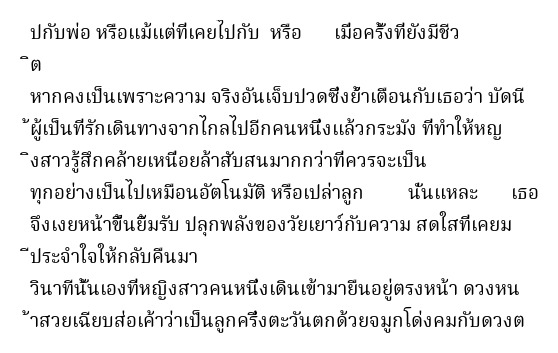 ปกับพ่อ หรือแม้แต่ที่เคยไปกับ หรือ เมื่อครั้งที่ยังมีชีว
ิต
หากคงเป็นเพราะความ จริงอันเจ็บปวดซึ่งย้ำเตือนกับเธอว่า บัดนี
้ผู้เป็นที่รักเดินทางจากไกลไปอีกคนหนึ่งแล้วกระมัง ที่ทำให้หญ
ิงสาวรู้สึกคล้ายเหนื่อยล้าสับสนมากกว่าที่ควรจะเป็น
ทุกอย่างเป็นไปเหมือนอัตโนมัติ หรือเปล่าลูก นั่นแหละ เธอ
จึงเงยหน้าขึ้นยิ้มรับ ปลุกพลังของวัยเยาว์กับความ สดใสที่เคยม
ีประจำใจให้กลับคืนมา
วินาทีนั้นเองที่หญิงสาวคนหนึ่งเดินเข้ามายืนอยู่ตรงหน้า ดวงหน
้าสวยเฉียบส่อเค้าว่าเป็นลูกครึ่งตะวันตกด้วยจมูกโด่งคมกับดวงต